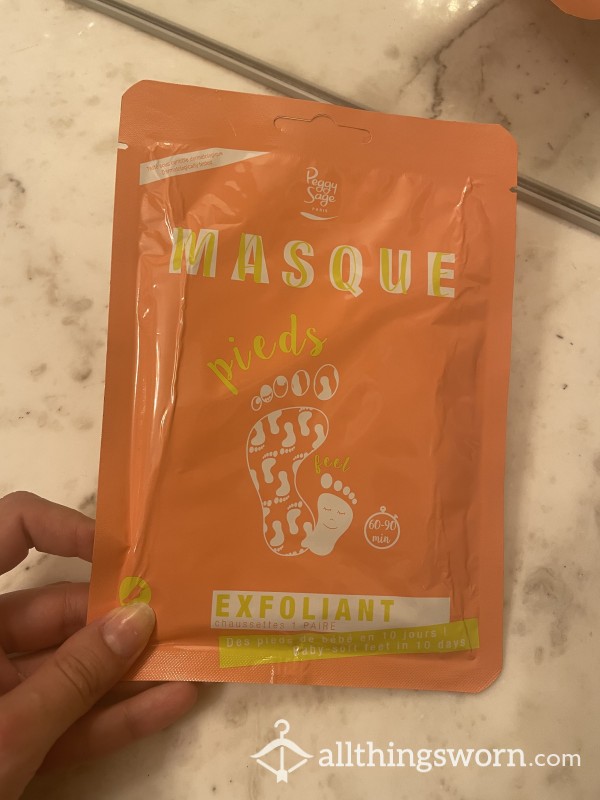 Peggy
Sage
PARIS
MASQUE
pieds
feet
60-90
min
EXFOLIANT
chaussettes 1 PAIRE
Des pieds de bébé en 10 jours !
Baby-soft feet in 10 days
allthingsworn.com